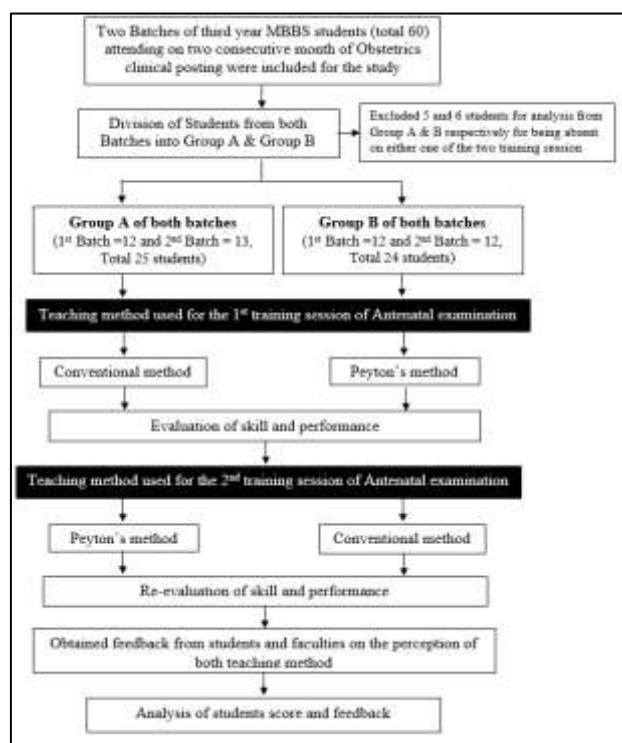 Two Batches of third year MBBS students (total 60)
attending on two consecutive month of Obstetrics
clinical posting were included for the study
Division of Students from both
Batches into Group A & Group B
Excluded 5 and 6 students for analysis from
Group A & B respectively for being absent
on either one of the two training session
Group A of both batches
(1st Batch =12 and 2nd Batch = 13,
Total 25 students)
Group B of both batches
(1st Batch =12 and 2nd Batch = 12,
Total 24 students)
Teaching method used for the 1st training session of Antenatal examination
Conventional method
Peyton´s method
Evaluation of skill and performance
Teaching method used for the 2nd training session of Antenatal examination
Peyton´s method
Conventional method
Re-evaluation of skill and performance
Obtained feedback from students and faculties on the perception of
both teaching method
Analysis of students score and feedback